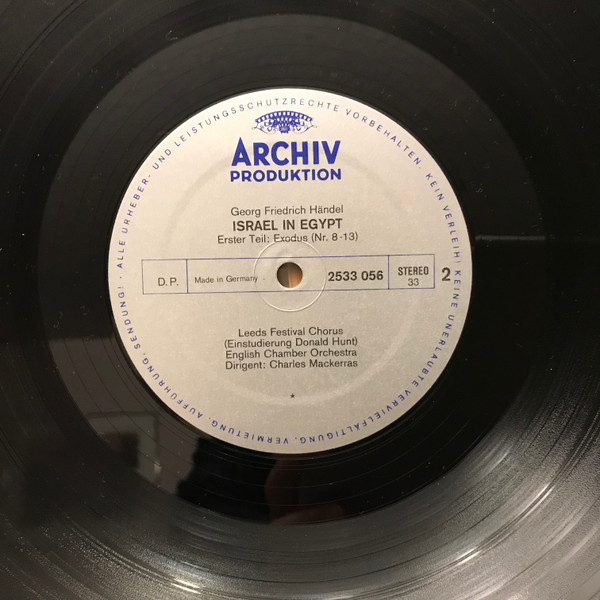 ALLE URHEBER- UND LEISTUNGSSCHUTZRECHTE VORBEHALTEN. KEIN VERLEIH! KEINE UNERLAUBTE VERVIELFÄLTIGUNG, VERMIETUNG, AUFFÜHRUNG, SENDUNG! -
ARCHIV
PRODUKTION
Georg Friedrich Händel
ISRAEL IN EGYPT
Erster Teil: Exodus (Nr. 8-13)
D.P. Made in Germany · 2533 056 STEREO 33 2
Leeds Festival Chorus
(Einstudierung Donald Hunt)
English Chamber Orchestra
Dirigent: Charles Mackerras
*